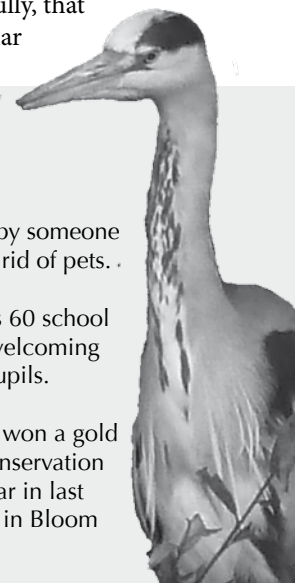 ully, that
ar
by someone
rid of pets.
s 60 school
welcoming
upils.
won a gold
nservation
ar in last
in Bloom